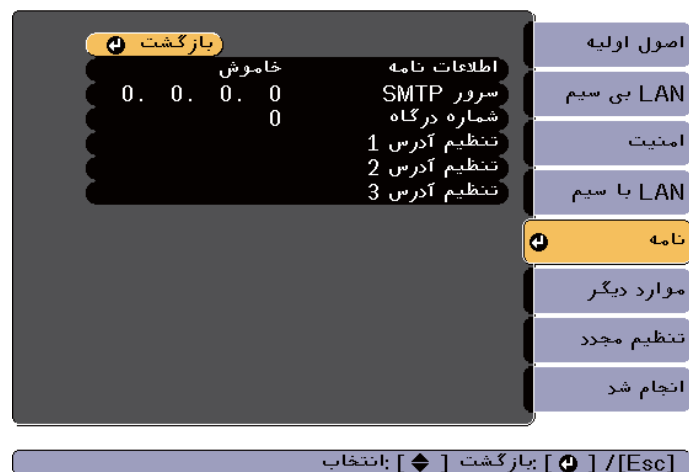 اصول اولیه
LAN بی سیم
امنیت
LAN با سیم
نامه
موارد دیگر
تنظیم مجدد
انجام شد
بازگشت
اطلاعات نامه خاموش
سرور SMTP 0. 0. 0. 0
شماره درگاه 0
تنظیم آدرس 1
تنظیم آدرس 2
تنظیم آدرس 3
[Esc]/ [ ] :بازگشت [ ] :انتخاب